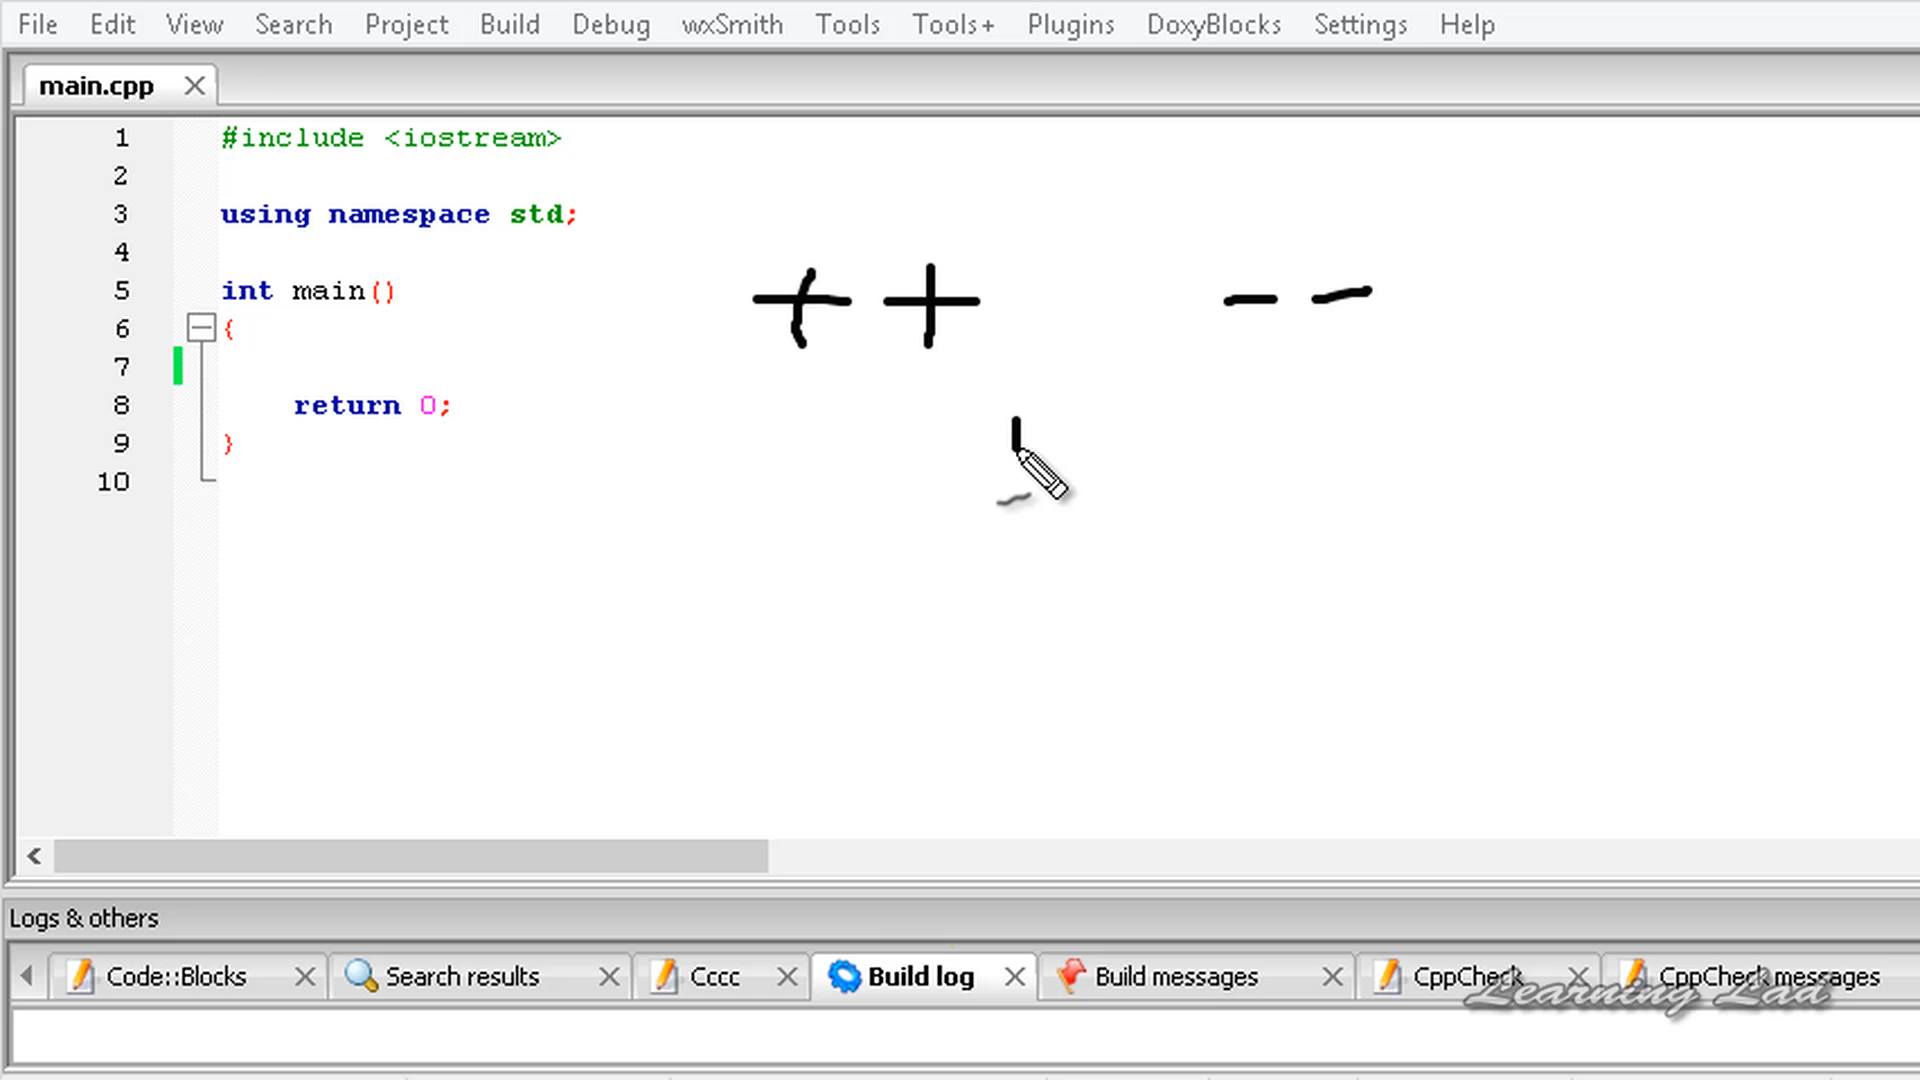 File Edit View Search Project Build Debug wxSmith Tools Tools+ Plugins DoxyBlocks Settings Help
main.cpp
1 #include <iostream>
2
3 using namespace std;
4
5 int main()
6 {
7
8 return 0;
9 }
10
++ --
Logs & others
Code::Blocks Search results Cccc Build log Build messages CppCheck CppCheck messages
Learning Lad